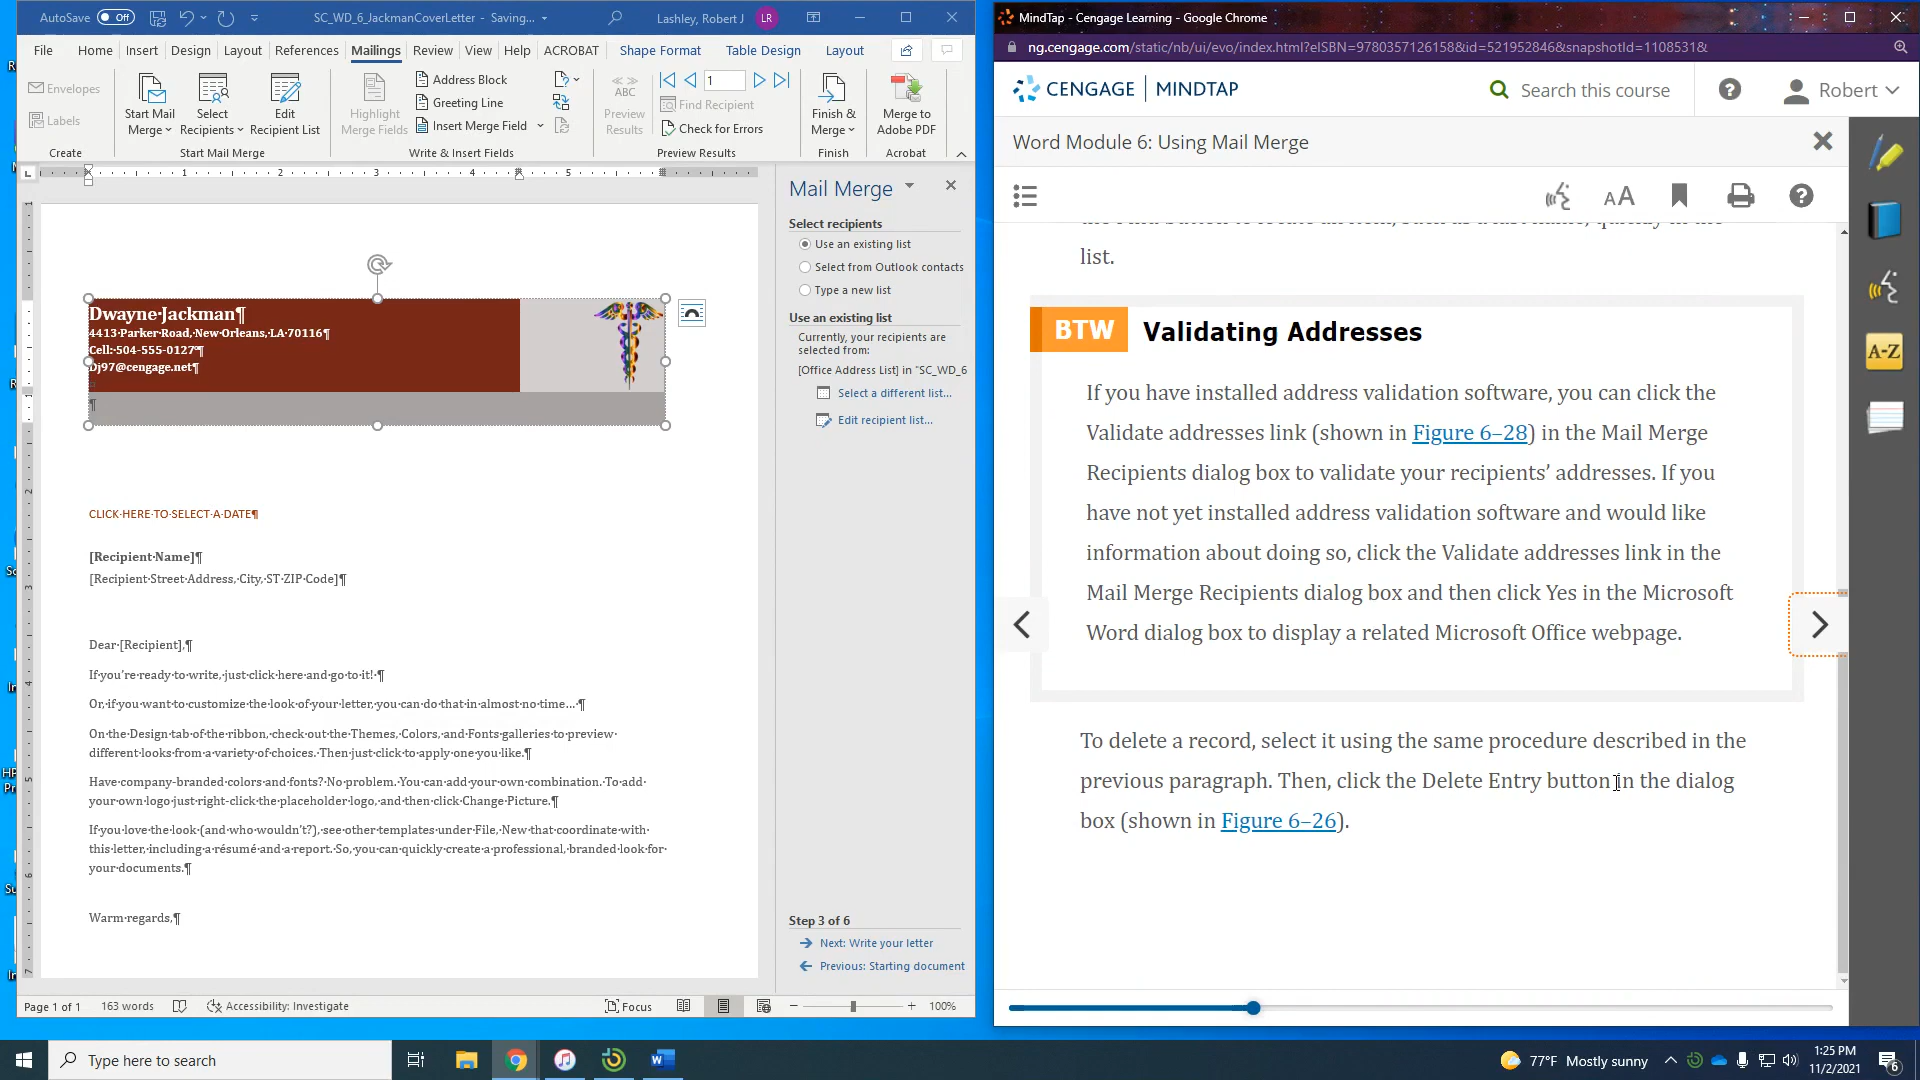 AutoSave Off SC_WD_6_JackmanCoverLetter - Saving... Lashley, Robert J LR
File Home Insert Design Layout References Mailings Review View Help ACROBAT Shape Format Table Design Layout
Envelopes
Labels
Create
Start Mail Merge
Select Recipients
Edit Recipient List
Start Mail Merge
Highlight Merge Fields
Address Block
Greeting Line
Insert Merge Field
Write & Insert Fields
ABC
Preview Results
1
Find Recipient
Check for Errors
Preview Results
Finish & Merge
Finish
Merge to Adobe PDF
Acrobat
Dwayne·Jackman¶
4413·Parker·Road,·New·Orleans,·LA·70116¶
Cell:·504-555-0127¶
Dj97@cengage.net¶
¶
CLICK·HERE·TO·SELECT·A·DATE¶
[Recipient·Name]¶
[Recipient·Street·Address,·City,·ST·ZIP·Code]¶
Dear·[Recipient],¶
If·you're·ready·to·write,·just·click·here·and·go·to·it!·¶
Or,·if·you·want·to·customize·the·look·of·your·letter,·you·can·do·that·in·almost·no·time...·¶
On·the·Design·tab·of·the·ribbon,·check·out·the·Themes,·Colors,·and·Fonts·galleries·to·preview·
different·looks·from·a·variety·of·choices.·Then·just·click·to·apply·one·you·like.¶
Have·company-branded·colors·and·fonts?·No·problem.·You·can·add·your·own·combination.·To·add·
your·own·logo·just·right-click·the·placeholder·logo,·and·then·click·Change·Picture.¶
If·you·love·the·look·(and·who·wouldn't?),·see·other·templates·under·File,·New·that·coordinate·with·
this·letter,·including·a·résumé·and·a·report.·So,·you·can·quickly·create·a·professional,·branded·look·for·
your·documents.¶
Warm·regards,¶
Mail Merge
Select recipients
Use an existing list
Select from Outlook contacts
Type a new list
Use an existing list
Currently, your recipients are
selected from:
[Office Address List] in "SC_WD_6
Select a different list...
Edit recipient list...
Step 3 of 6
Next: Write your letter
Previous: Starting document
Page 1 of 1 163 words Accessibility: Investigate Focus 100%
MindTap - Cengage Learning - Google Chrome
ng.cengage.com/static/nb/ui/evo/index.html?eISBN=9780357126158&id=521952846&snapshotId=1108531&
CENGAGE | MINDTAP Search this course Robert
Word Module 6: Using Mail Merge
AA
A-Z
list.
BTW Validating Addresses
If you have installed address validation software, you can click the
Validate addresses link (shown in Figure 6–28) in the Mail Merge
Recipients dialog box to validate your recipients' addresses. If you
have not yet installed address validation software and would like
information about doing so, click the Validate addresses link in the
Mail Merge Recipients dialog box and then click Yes in the Microsoft
Word dialog box to display a related Microsoft Office webpage.
To delete a record, select it using the same procedure described in the
previous paragraph. Then, click the Delete Entry button in the dialog
box (shown in Figure 6–26).
Type here to search
77°F Mostly sunny
1:25 PM
11/2/2021
6